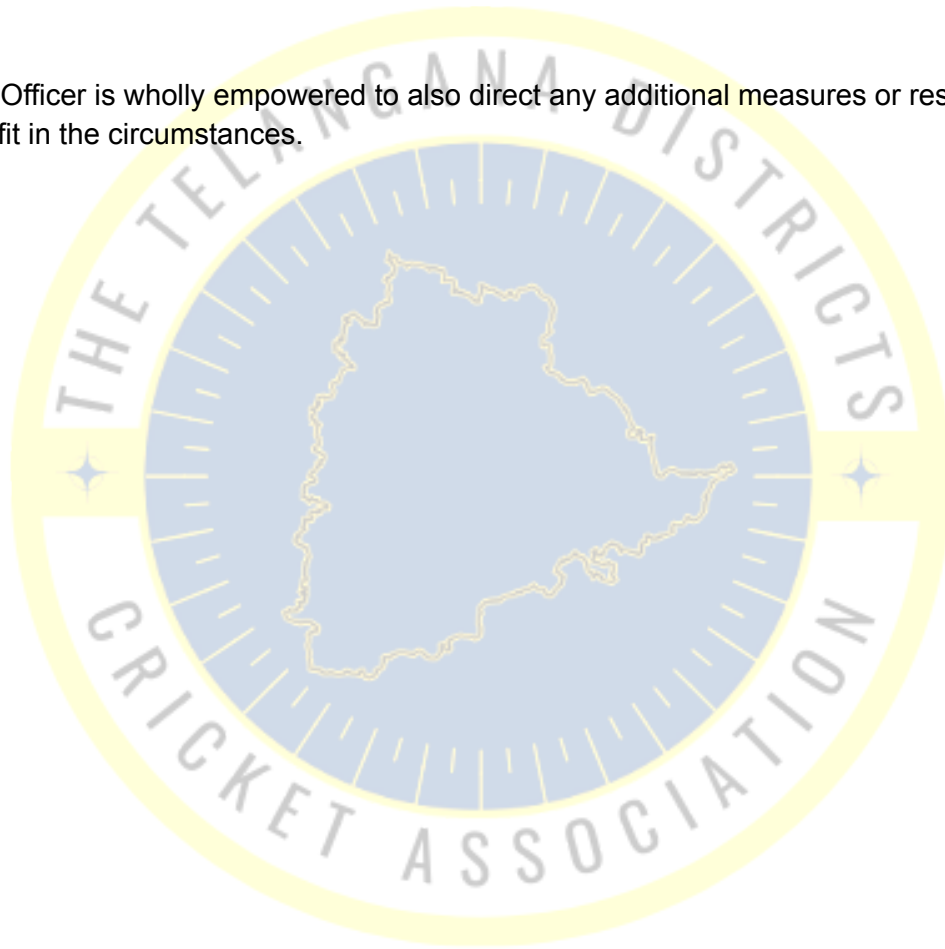 Officer is wholly empowered to also direct any additional measures or res
fit in the circumstances.
THE TELANGANA DISTRICTS
CRICKET ASSOCIATION